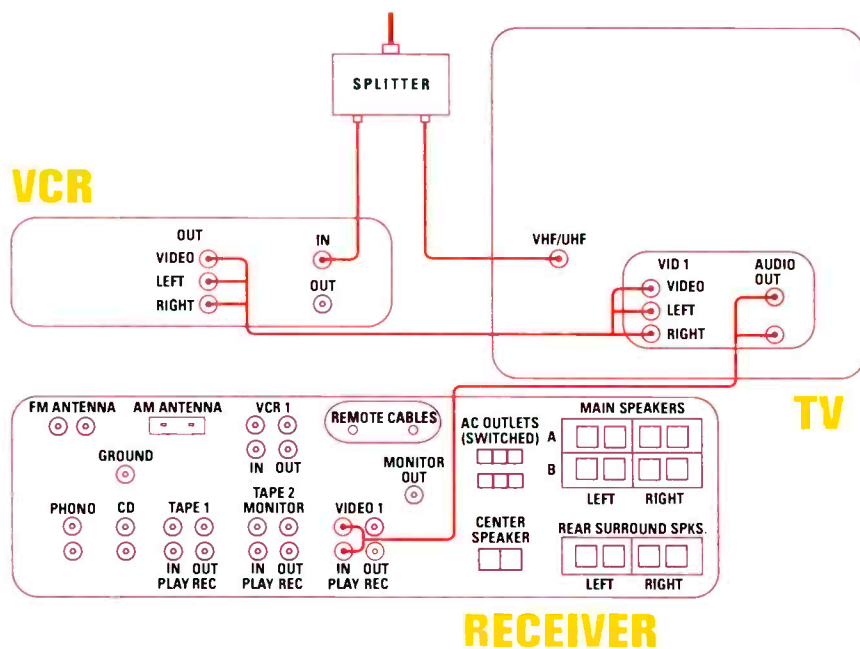 SPLITTER
VCR
OUT
VIDEO
LEFT
RIGHT
IN
OUT
VHF/UHF
VID 1
VIDEO
LEFT
RIGHT
AUDIO
OUT
TV
FM ANTENNA
AM ANTENNA
VCR 1
IN OUT
REMOTE CABLES
AC OUTLETS
(SWITCHED)
MAIN SPEAKERS
A
B
LEFT RIGHT
GROUND
MONITOR
OUT
PHONO
CD
TAPE 1
IN OUT
PLAY REC
TAPE 2
MONITOR
IN OUT
PLAY REC
VIDEO 1
IN OUT
PLAY REC
CENTER
SPEAKER
REAR SURROUND SPKS.
LEFT RIGHT
RECEIVER